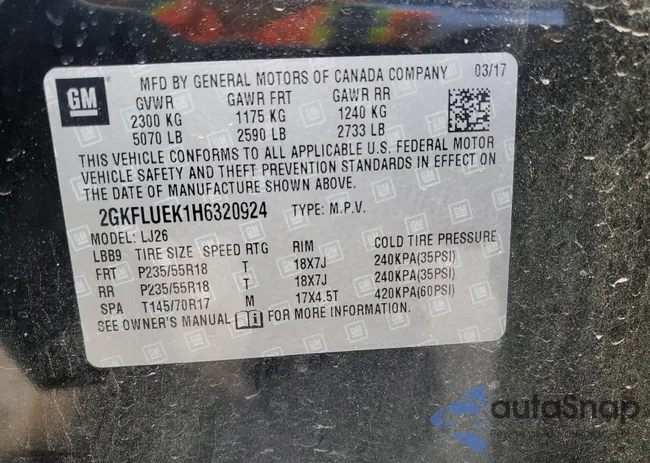 GM
MFD BY GENERAL MOTORS OF CANADA COMPANY 03/17
GVWR GAWR FRT GAWR RR
2300 KG 1175 KG 1240 KG
5070 LB 2590 LB 2733 LB
THIS VEHICLE CONFORMS TO ALL APPLICABLE U.S. FEDERAL MOTOR
VEHICLE SAFETY AND THEFT PREVENTION STANDARDS IN EFFECT ON
THE DATE OF MANUFACTURE SHOWN ABOVE.
2GKFLUEK1H6320924 TYPE: M.P.V.
MODEL: LJ26
LBB9 TIRE SIZE SPEED RTG RIM COLD TIRE PRESSURE
FRT P235/55R18 T 18X7J 240KPA(35PSI)
RR P235/55R18 T 18X7J 240KPA(35PSI)
SPA T145/70R17 M 17X4.5T 420KPA(60PSI)
SEE OWNER'S MANUAL FOR MORE INFORMATION.
autoSnap